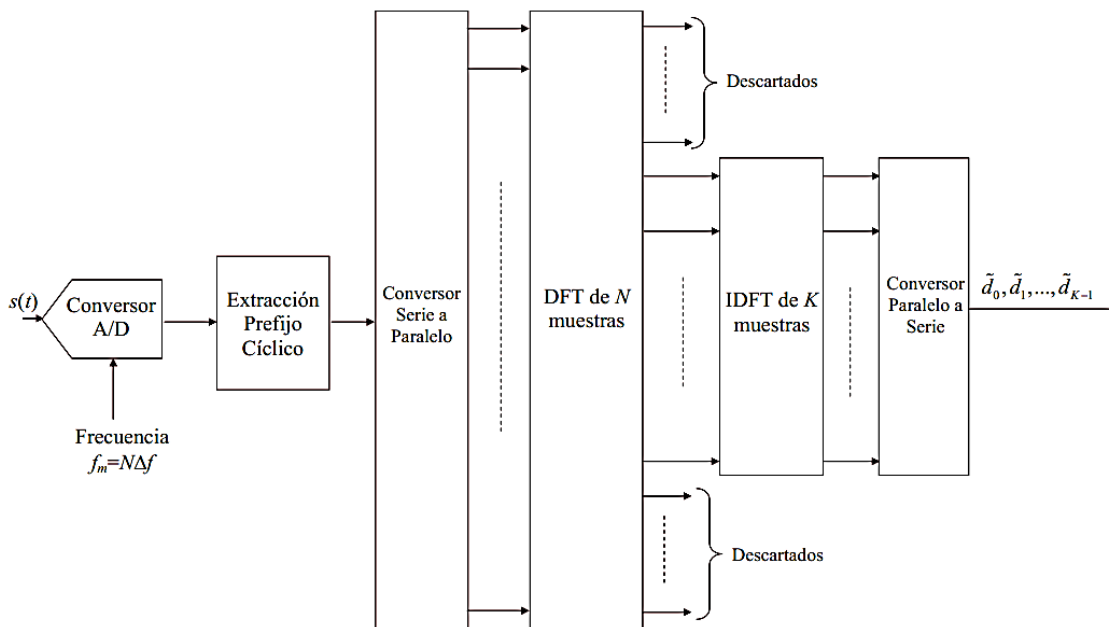 s(t)
Conversor
A/D
Frecuencia
f_m=NΔf
Extracción
Prefijo
Cíclico
Conversor
Serie a
Paralelo
DFT de N
muestras
Descartados
IDFT de K
muestras
Conversor
Paralelo a
Serie
d̃₀, d̃₁,..., d̃_{K−1}
Descartados